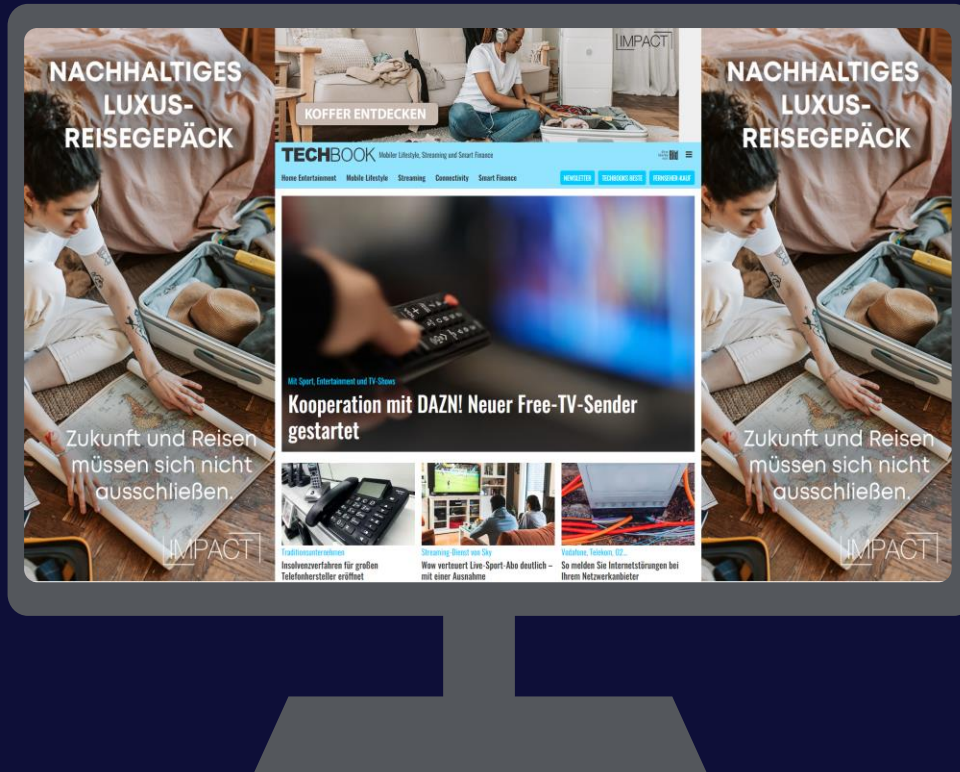 NACHHALTIGES
LUXUS-
REISEGEPÄCK
Zukunft und Reisen
müssen sich nicht
ausschließen.
IMPACT
IMPACT
KOFFER ENTDECKEN
TECHBOOK Mobiler Lifestyle, Streaming und Smart Finance
Bild
Home Entertainment Mobile Lifestyle Streaming Connectivity Smart Finance NEWSLETTER TECHBOOKS BESTE FERNSEHER-KAUF
Mit Sport, Entertainment und TV-Shows
Kooperation mit DAZN! Neuer Free-TV-Sender
gestartet
Traditionsunternehmen
Insolvenzverfahren für großen
Telefonhersteller eröffnet
Streaming-Dienst von Sky
Wow verteuert Live-Sport-Abo deutlich –
mit einer Ausnahme
Vodafone, Telekom, O2...
So melden Sie Internetstörungen bei
Ihrem Netzwerkanbieter
NACHHALTIGES
LUXUS-
REISEGEPÄCK
Zukunft und Reisen
müssen sich nicht
ausschließen.
IMPACT